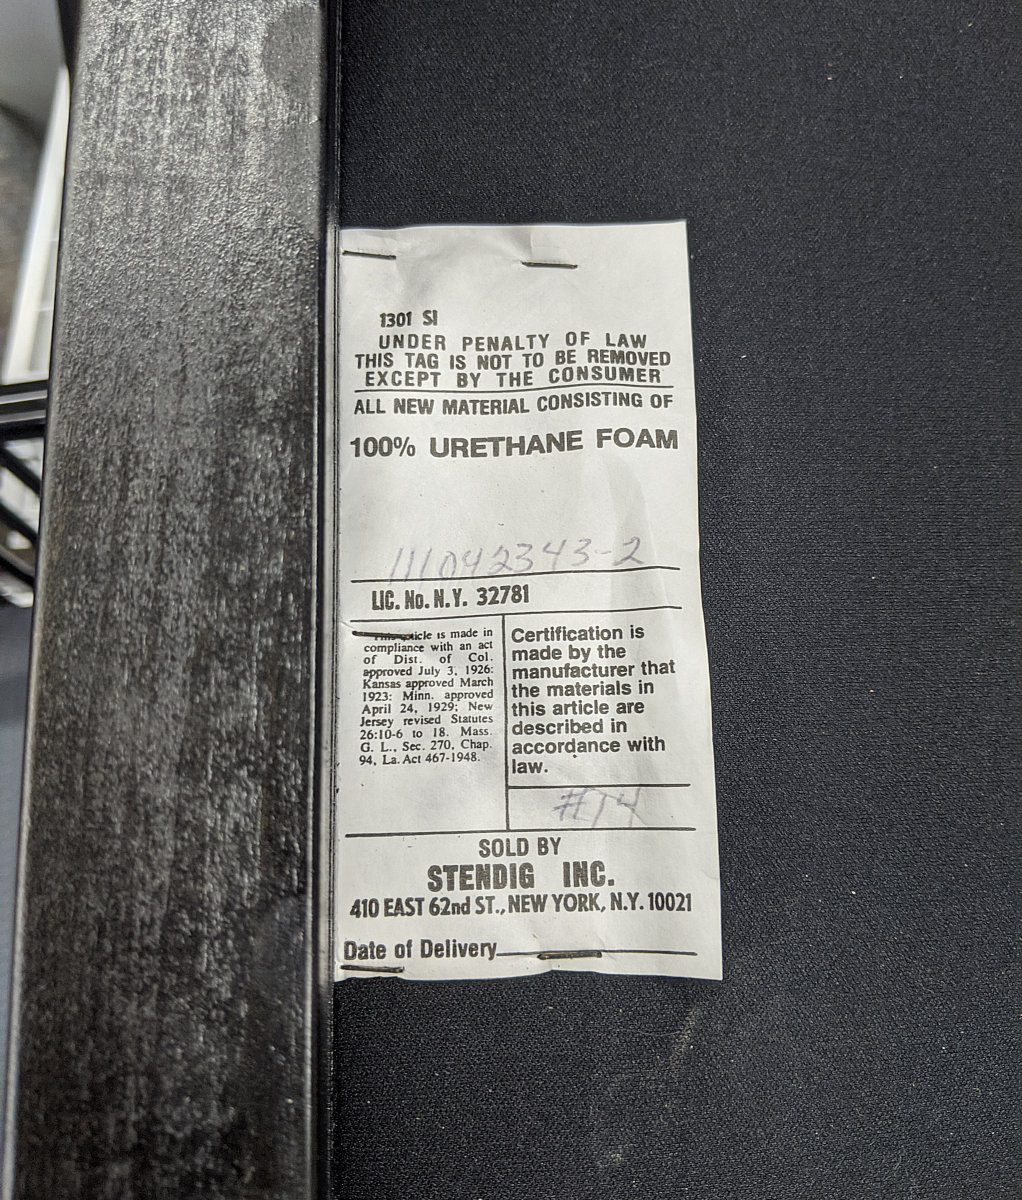 1301 SI
UNDER PENALTY OF LAW
THIS TAG IS NOT TO BE REMOVED
EXCEPT BY THE CONSUMER
ALL NEW MATERIAL CONSISTING OF
100% URETHANE FOAM
111042343-2
LIC. No. N.Y. 32781
This article is made in
compliance with an act
of Dist. of Col.
approved July 3, 1926:
Kansas approved March
1923: Minn. approved
April 24, 1929; New
Jersey revised Statutes
26:10-6 to 18. Mass.
G. L., Sec. 270, Chap.
94, La. Act 467-1948.
Certification is
made by the
manufacturer that
the materials in
this article are
described in
accordance with
law.
#14
SOLD BY
STENDIG INC.
410 EAST 62nd ST., NEW YORK, N.Y. 10021
Date of Delivery